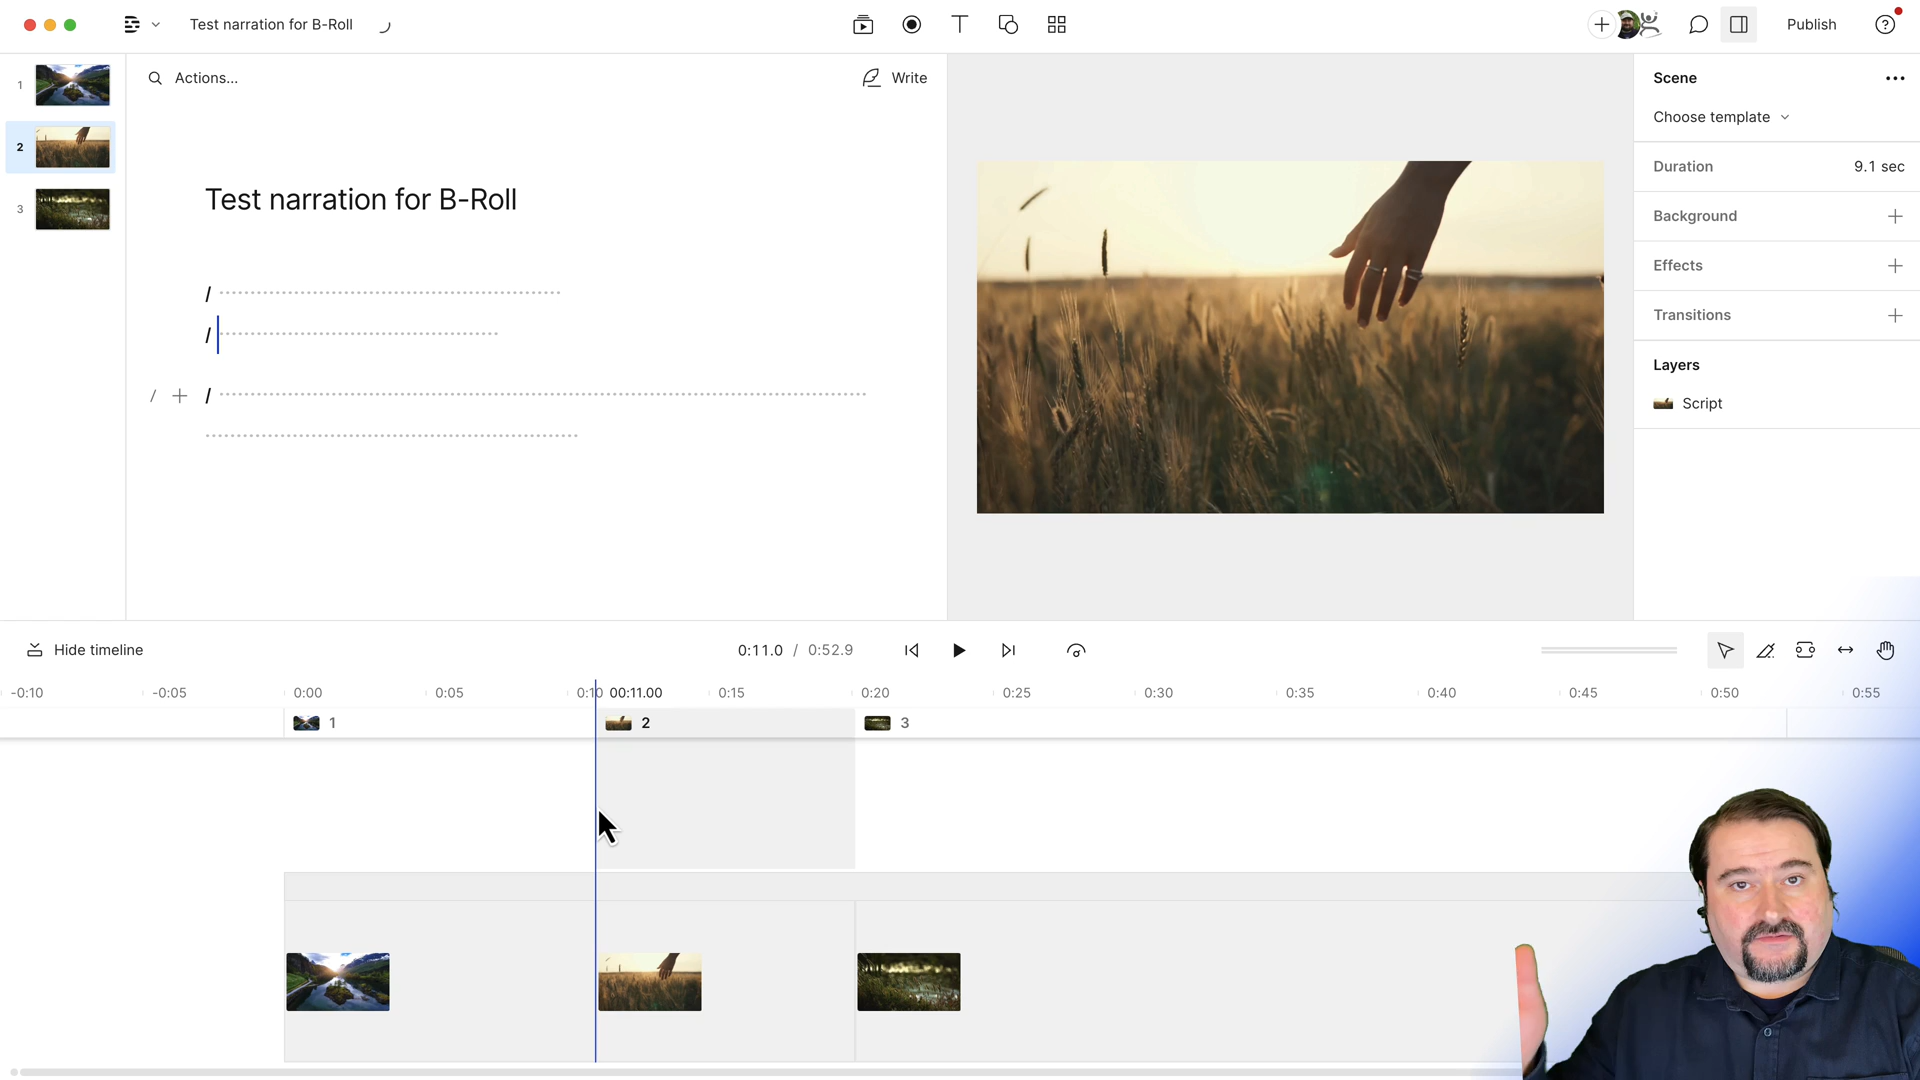 Test narration for B-Roll
Publish
1
2
3
Actions...
Write
Test narration for B-Roll
/
/
/ + /
Scene
Choose template
Duration 9.1 sec
Background
Effects
Transitions
Layers
Script
Hide timeline
0:11.0 / 0:52.9
-0:10 -0:05 0:00 0:05 0:10 00:11.00 0:15 0:20 0:25 0:30 0:35 0:40 0:45 0:50 0:55
1 2 3